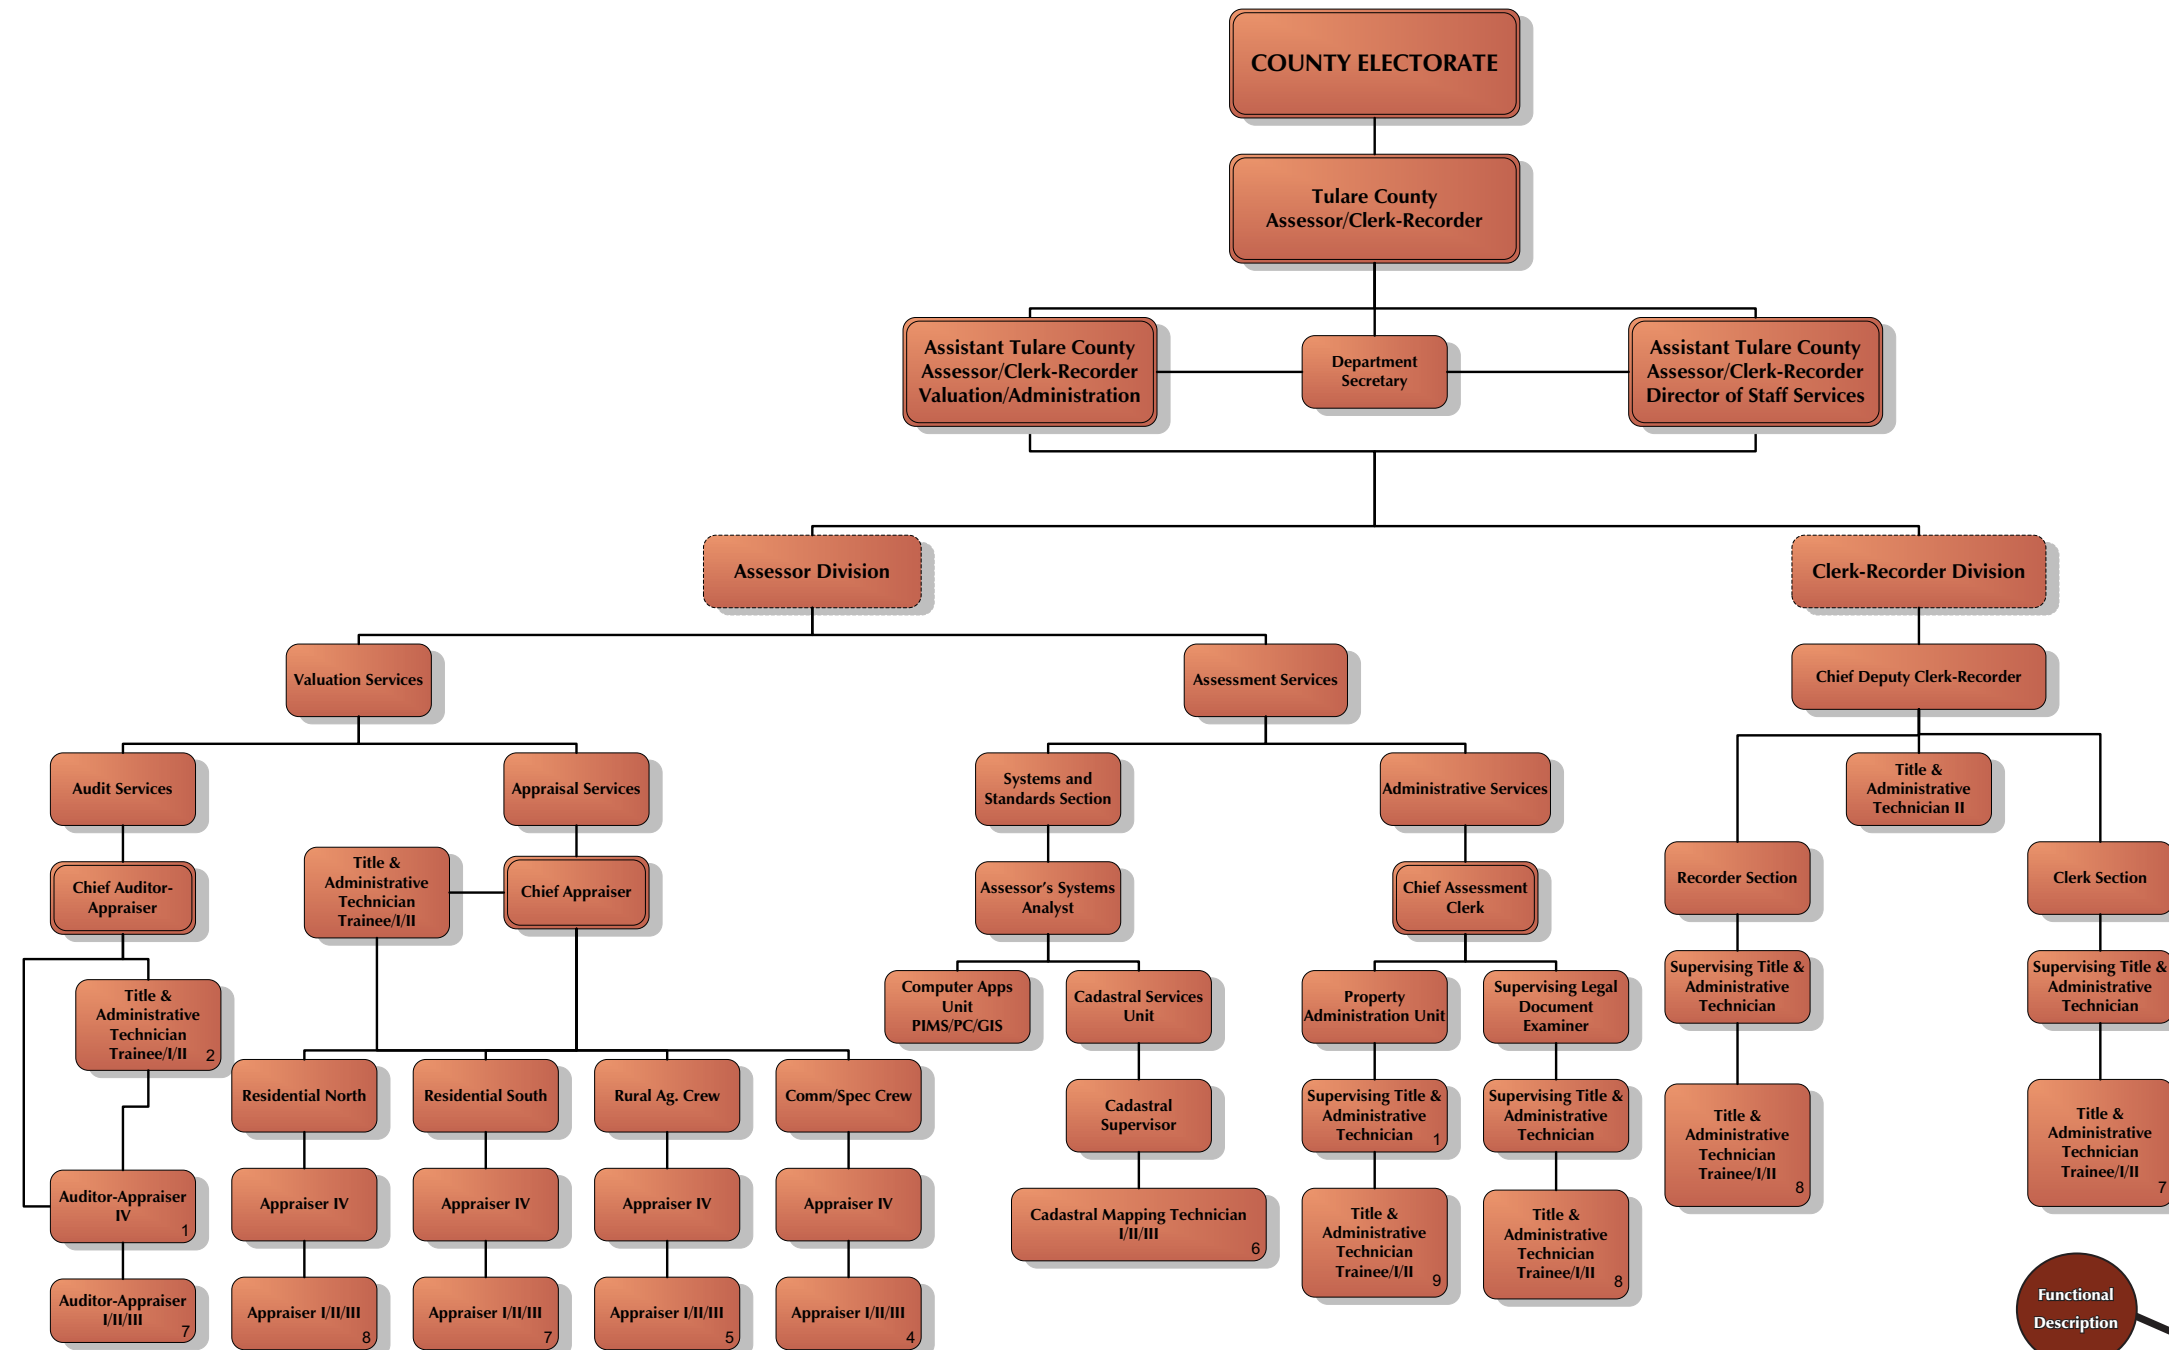 COUNTY ELECTORATE
Tulare County
Assessor/Clerk-Recorder
Assistant Tulare County
Assessor/Clerk-Recorder
Valuation/Administration
Department
Secretary
Assistant Tulare County
Assessor/Clerk-Recorder
Director of Staff Services
Assessor Division
Clerk-Recorder Division
Valuation Services
Assessment Services
Chief Deputy Clerk-Recorder
Audit Services
Appraisal Services
Systems and
Standards Section
Administrative Services
Title &
Administrative
Technician II
Chief Auditor-
Appraiser
Title &
Administrative
Technician
Trainee/I/II
Chief Appraiser
Assessor's Systems
Analyst
Chief Assessment
Clerk
Recorder Section
Clerk Section
Title &
Administrative
Technician
Trainee/I/II
2
Computer Apps
Unit
PIMS/PC/GIS
Cadastral Services
Unit
Property
Administration Unit
Supervising Legal
Document
Examiner
Supervising Title &
Administrative
Technician
Supervising Title &
Administrative
Technician
Residential North
Residential South
Rural Ag. Crew
Comm/Spec Crew
Cadastral
Supervisor
Supervising Title &
Administrative
Technician
1
Supervising Title &
Administrative
Technician
Title &
Administrative
Technician
Trainee/I/II
8
Title &
Administrative
Technician
Trainee/I/II
7
Auditor-Appraiser
IV
1
Appraiser IV
Appraiser IV
Appraiser IV
Appraiser IV
Cadastral Mapping Technician
I/II/III
6
Title &
Administrative
Technician
Trainee/I/II
9
Title &
Administrative
Technician
Trainee/I/II
8
Auditor-Appraiser
I/II/III
7
Appraiser I/II/III
8
Appraiser I/II/III
7
Appraiser I/II/III
5
Appraiser I/II/III
4
Functional
Description